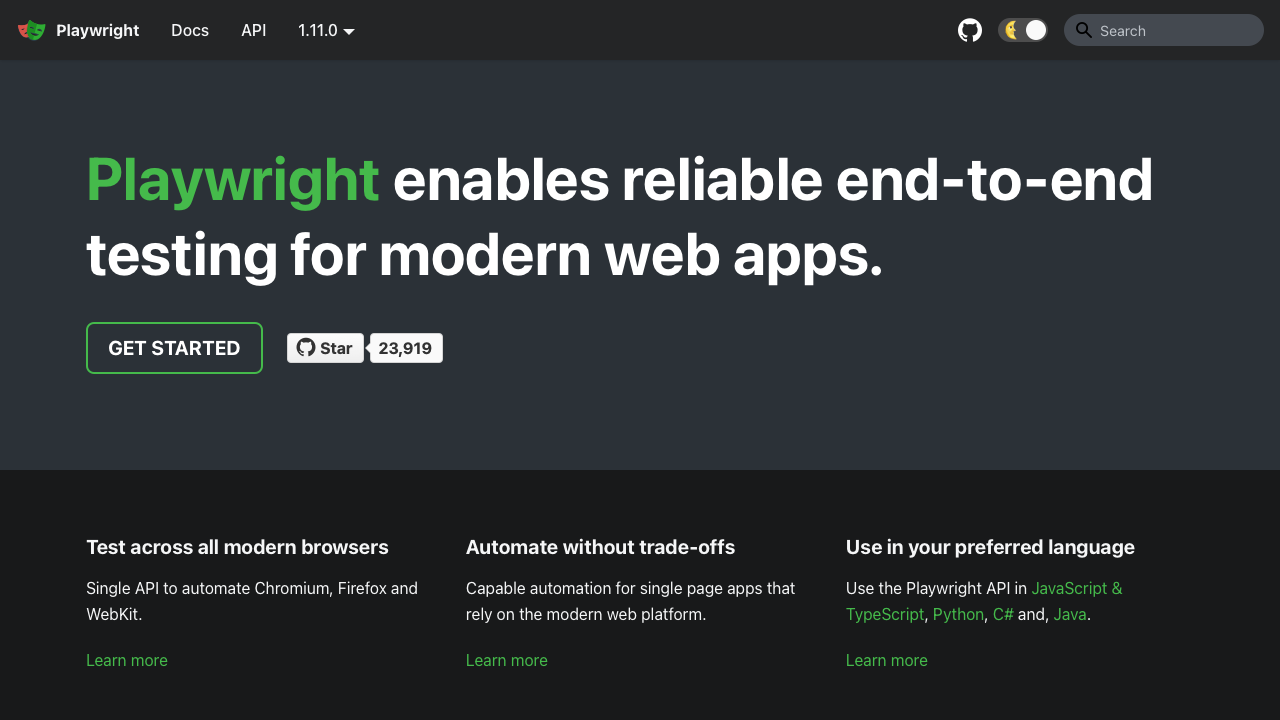 Playwright Docs API 1.11.0 Search
Playwright enables reliable end-to-end
testing for modern web apps.
GET STARTED Star 23,919
Test across all modern browsers
Single API to automate Chromium, Firefox and
WebKit.
Learn more
Automate without trade-offs
Capable automation for single page apps that
rely on the modern web platform.
Learn more
Use in your preferred language
Use the Playwright API in JavaScript &
TypeScript, Python, C# and, Java.
Learn more